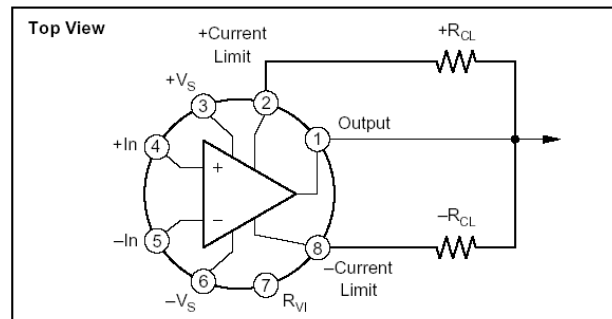 Top View
+Current
Limit
+R_CL
+V_S
3
2
1
Output
+In
4
+
−
–In
5
6
7
8
–R_CL
–Current
Limit
–V_S
R_VI